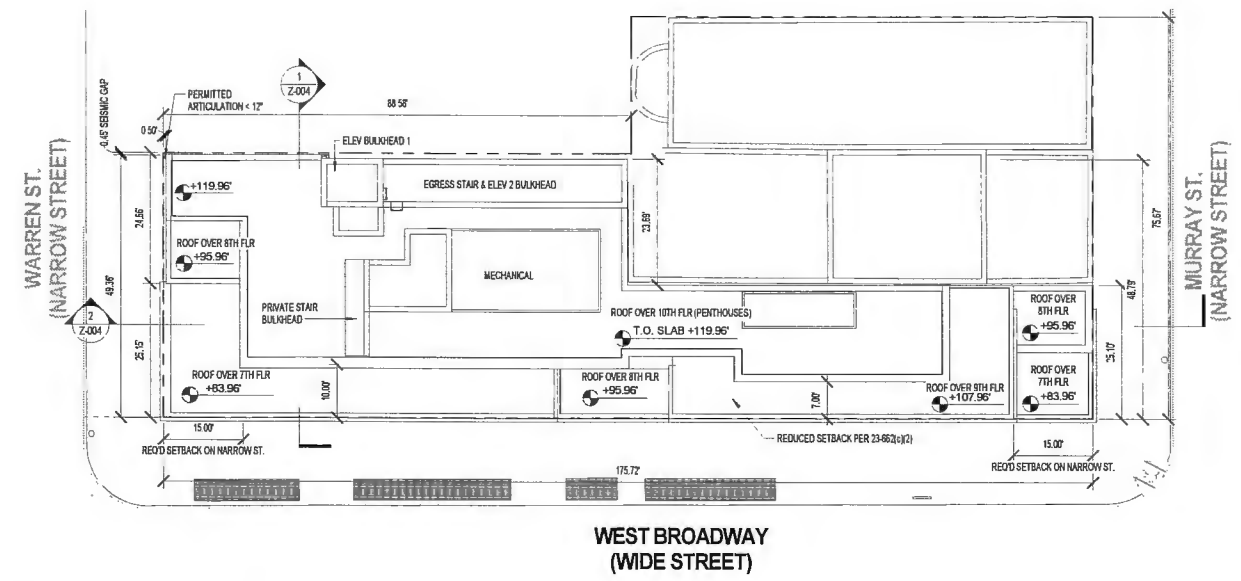 0.45' SEISMIC GAP
PERMITTED
ARTICULATION < 12"
0.50'
1
Z-004
88.58'
ELEV BULKHEAD 1
EGRESS STAIR & ELEV 2 BULKHEAD
+119.96'
ROOF OVER 8TH FLR
+95.96'
WARREN ST.
(NARROW STREET)
49.36'
24.66'
25.15'
2
Z-004
PRIVATE STAIR
BULKHEAD
MECHANICAL
23.69'
ROOF OVER 10TH FLR (PENTHOUSES)
T.O. SLAB +119.96'
ROOF OVER
8TH FLR
+95.96'
ROOF OVER
7TH FLR
+83.96'
MURRAY ST.
(NARROW STREET)
75.67'
48.79'
25.10'
ROOF OVER 7TH FLR
+83.96'
10.00'
ROOF OVER 8TH FLR
+95.96'
7.00'
ROOF OVER 9TH FLR
+107.96'
15.00'
REQ'D SETBACK ON NARROW ST.
REDUCED SETBACK PER 23-662(c)(2)
15.00'
REQ'D SETBACK ON NARROW ST.
175.72'
WEST BROADWAY
(WIDE STREET)